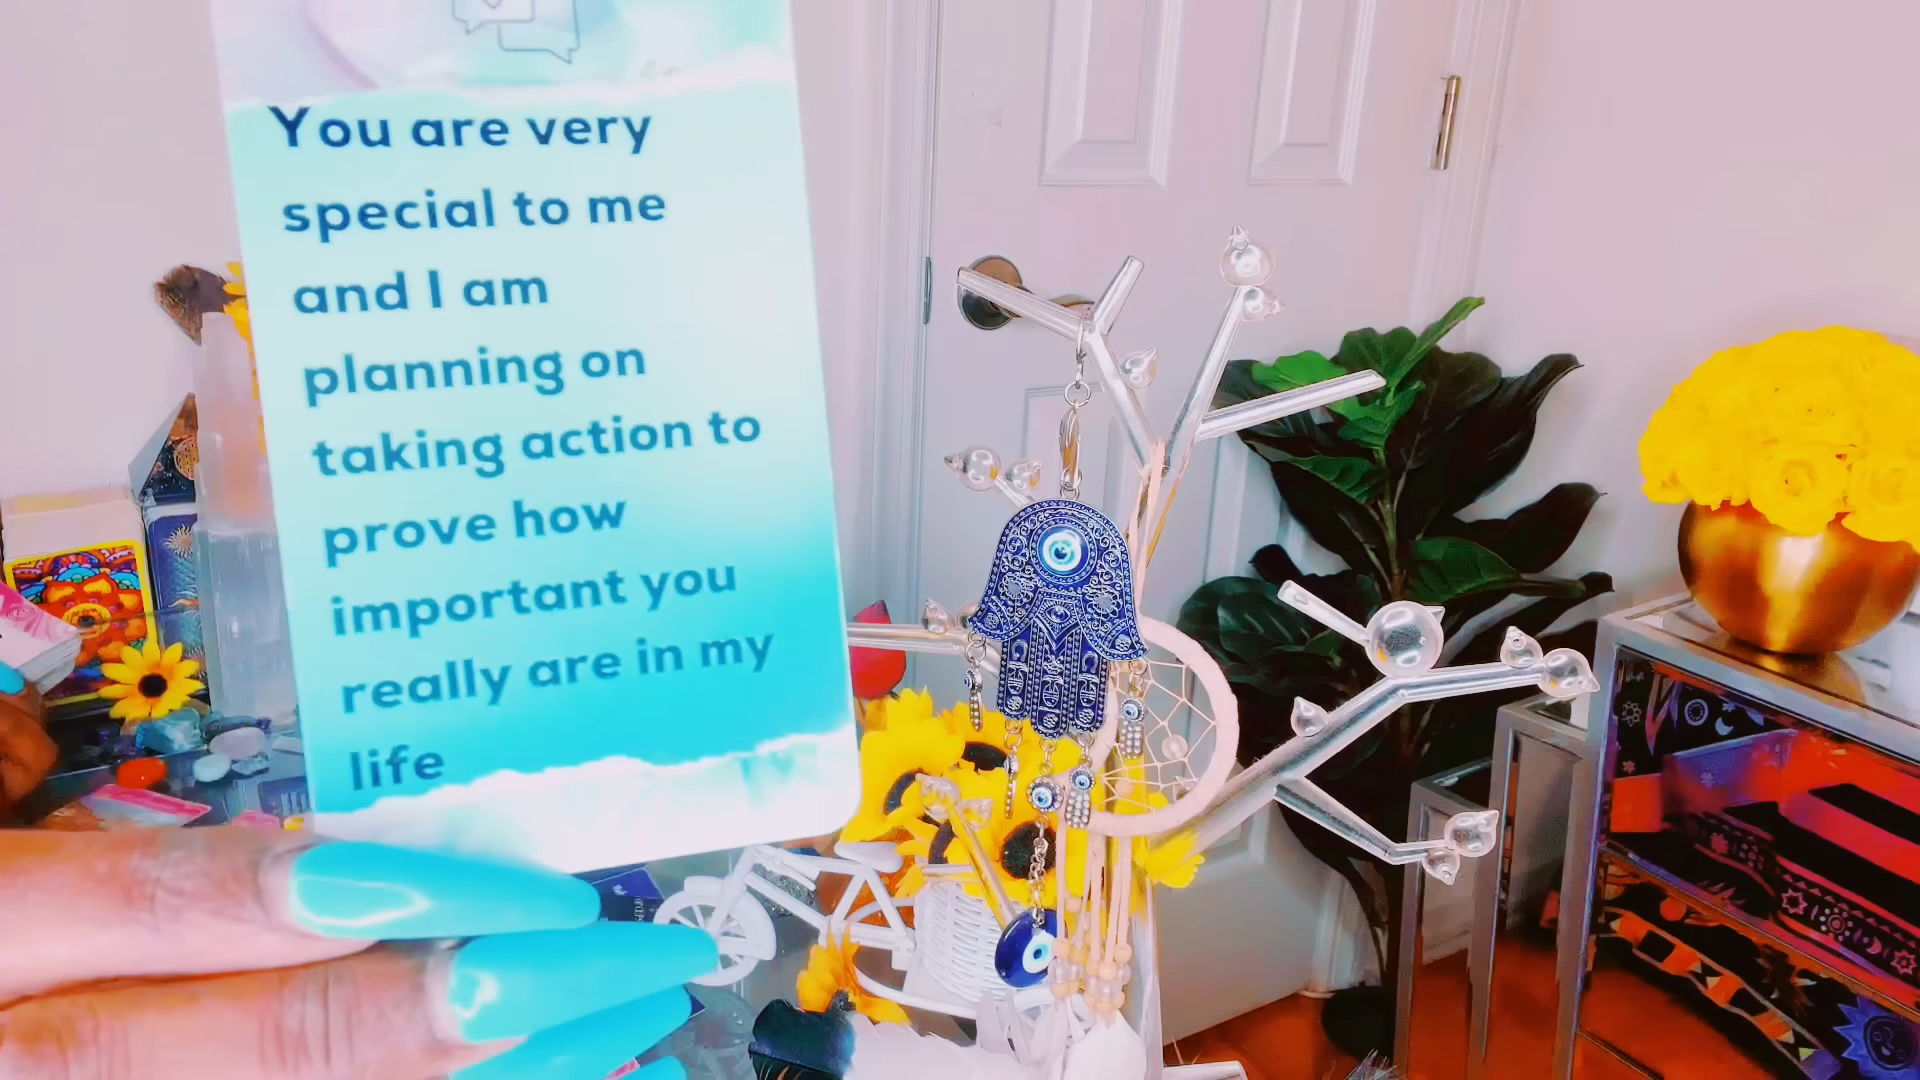 You are very
special to me
and I am
planning on
taking action to
prove how
important you
really are in my
life